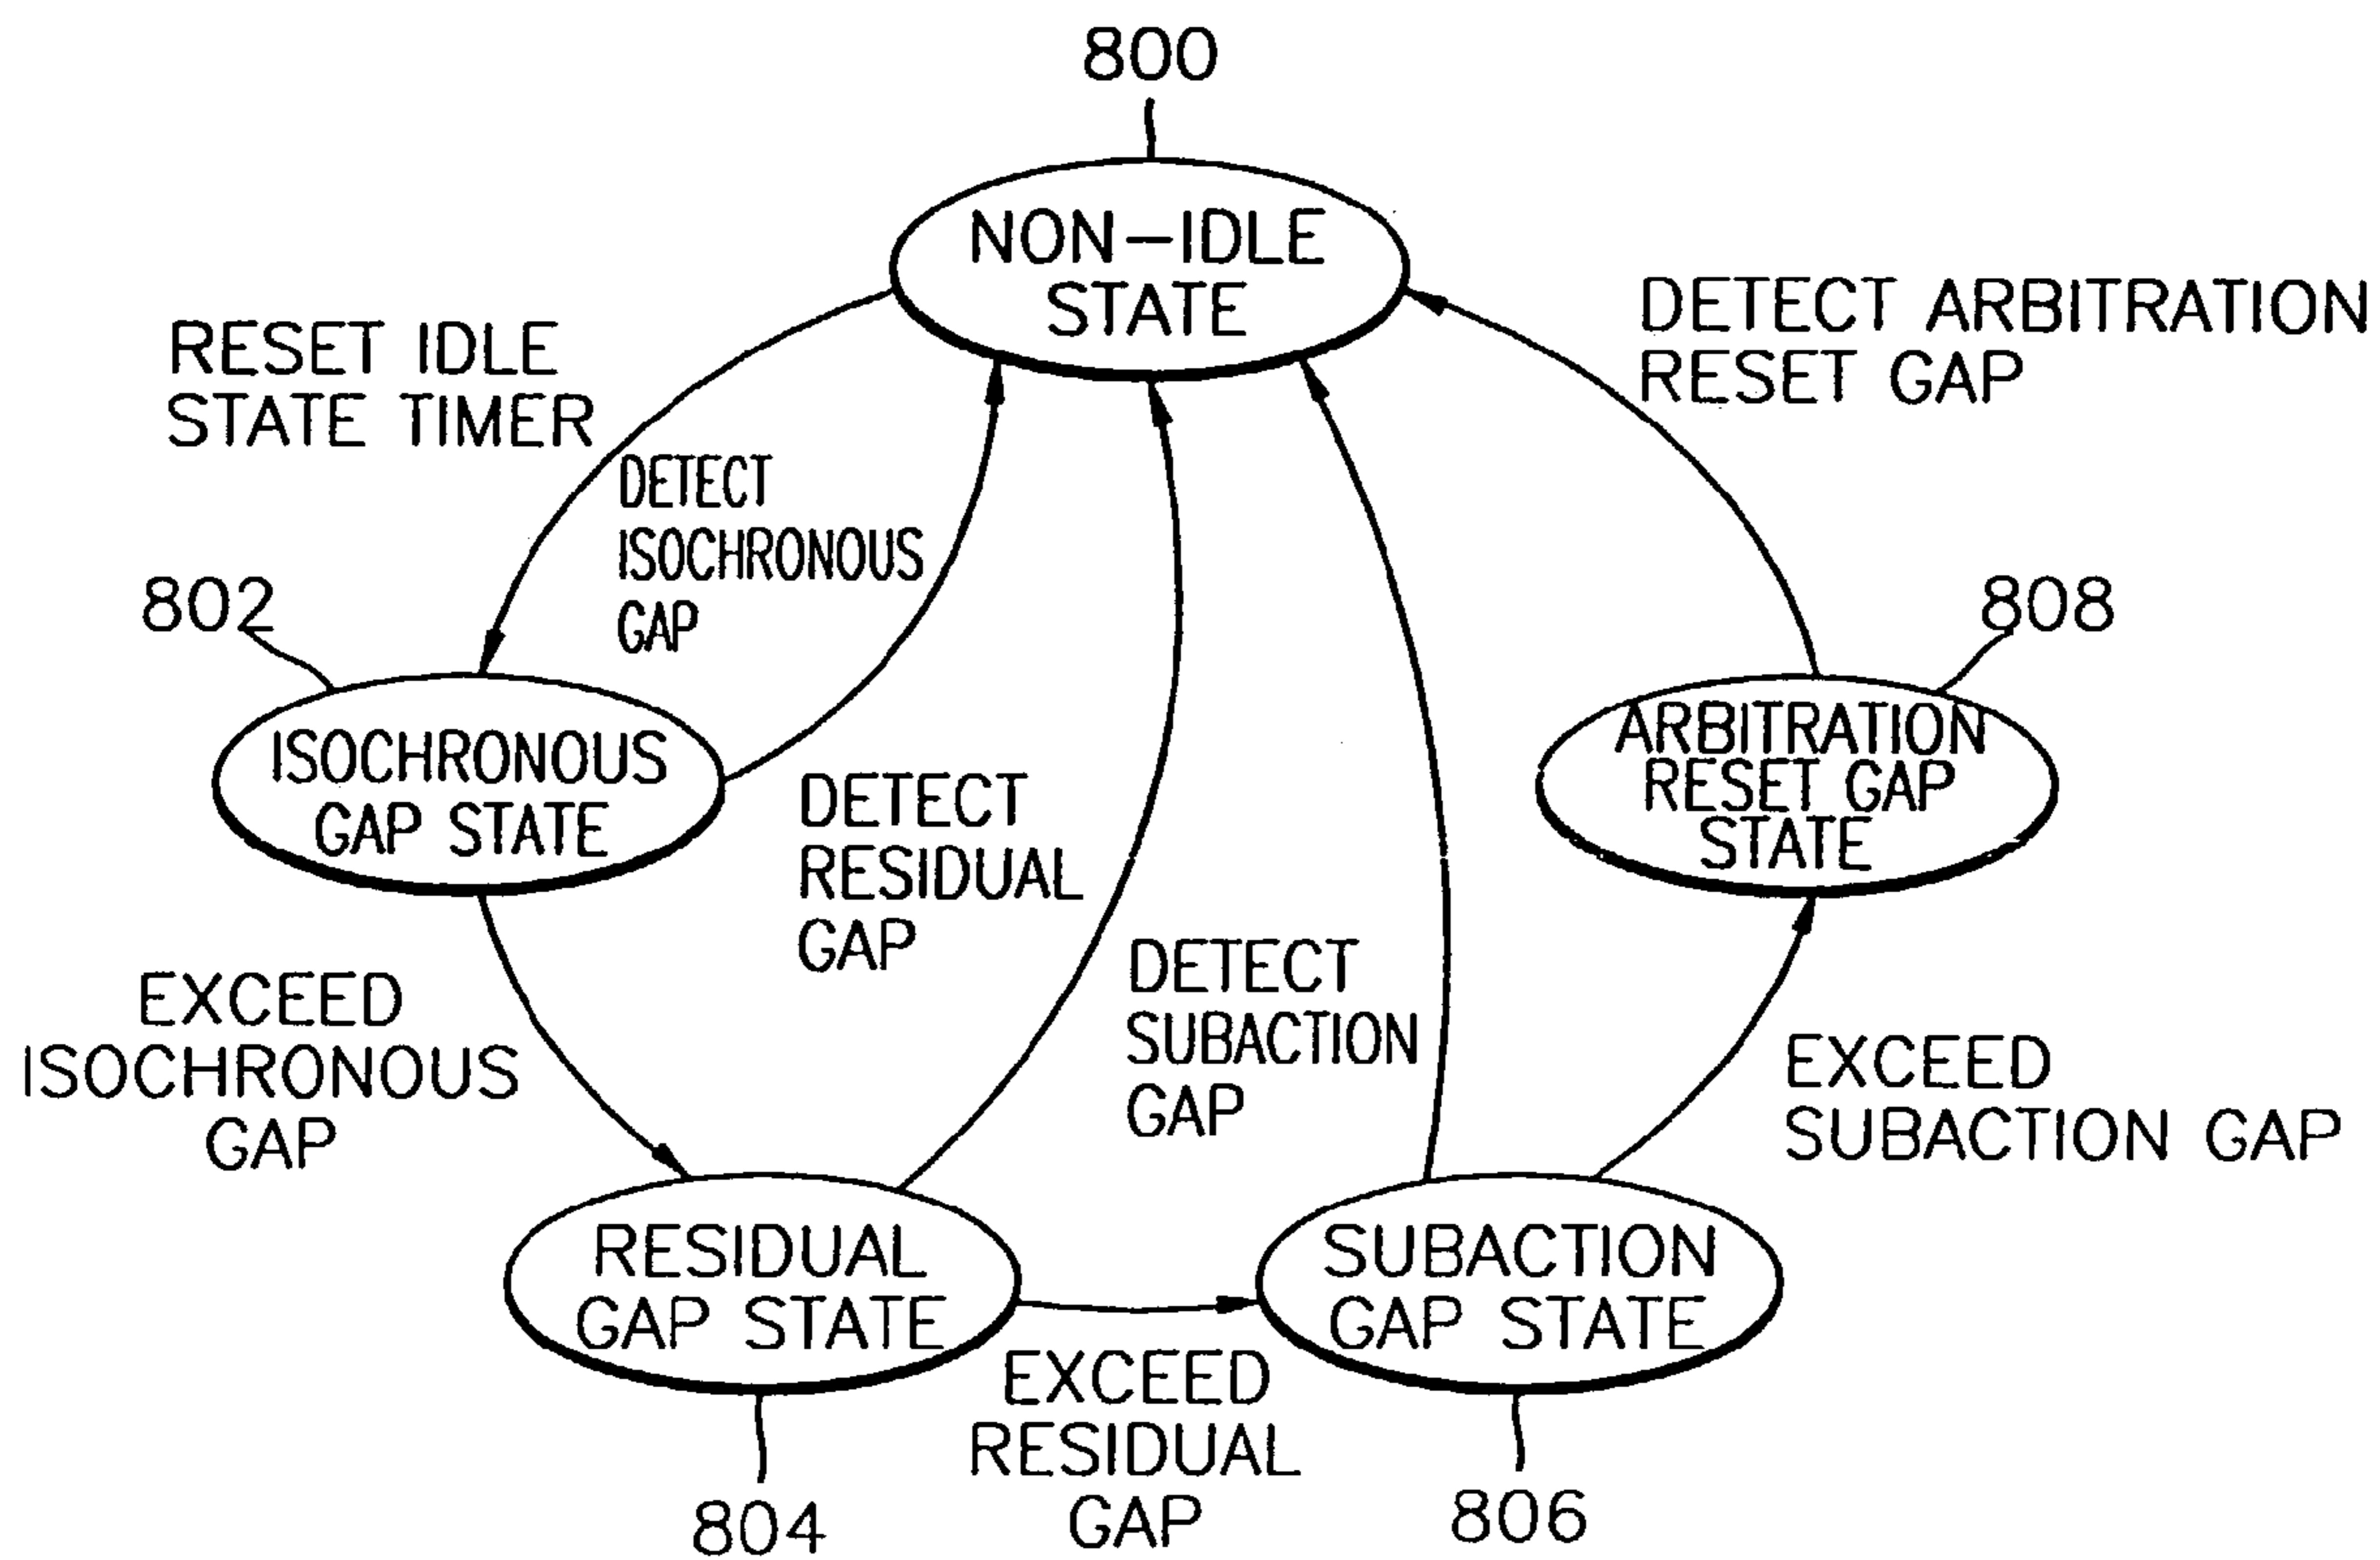 800
NON-IDLE
STATE
RESET IDLE
STATE TIMER
DETECT ARBITRATION
RESET GAP
DETECT
ISOCHRONOUS
GAP
802
808
ISOCHRONOUS
GAP STATE
ARBITRATION
RESET GAP
STATE
DETECT
RESIDUAL
GAP
DETECT
SUBACTION
GAP
EXCEED
ISOCHRONOUS
GAP
EXCEED
SUBACTION GAP
RESIDUAL
GAP STATE
SUBACTION
GAP STATE
EXCEED
RESIDUAL
GAP
804
806